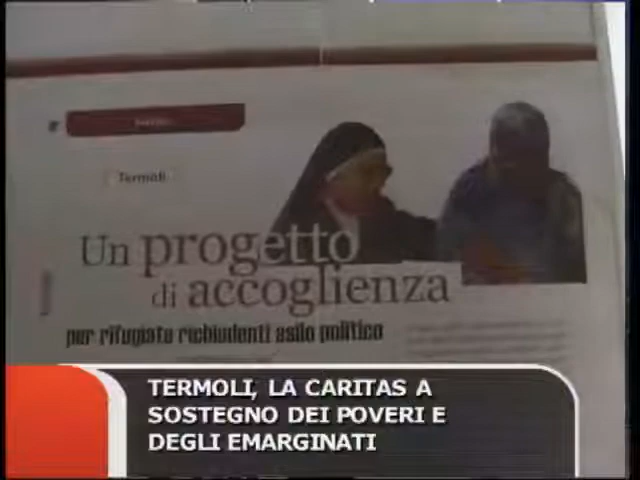 Termoli
Un progetto
di accoglienza
per rifugiate richiedenti asilo politico
TERMOLI, LA CARITAS A
SOSTEGNO DEI POVERI E
DEGLI EMARGINATI